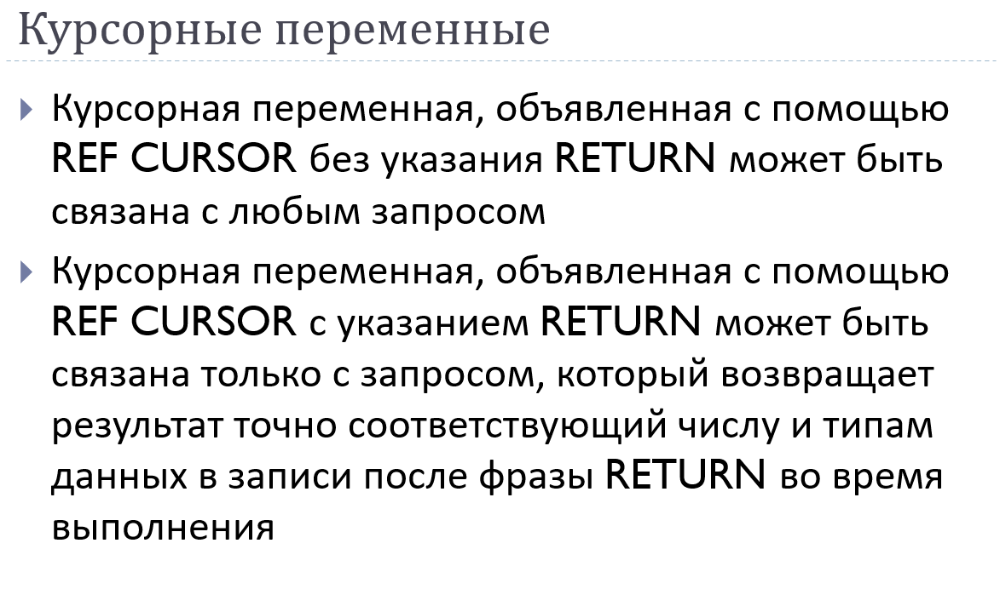 Курсорные переменные
Курсорная переменная, объявленная с помощью
REF CURSOR без указания RETURN может быть
связана с любым запросом
Курсорная переменная, объявленная с помощью
REF CURSOR с указанием RETURN может быть
связана только с запросом, который возвращает
результат точно соответствующий числу и типам
данных в записи после фразы RETURN во время
выполнения